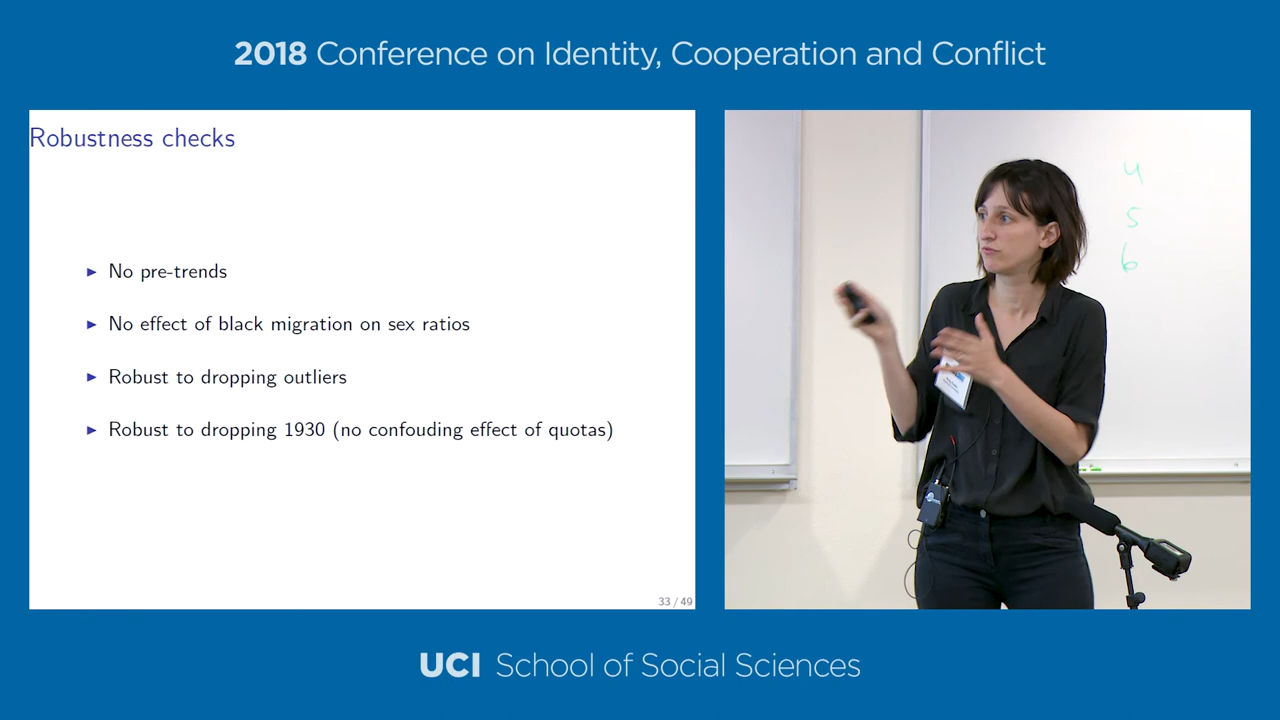 2018 Conference on Identity, Cooperation and Conflict
Robustness checks
No pre-trends
No effect of black migration on sex ratios
Robust to dropping outliers
Robust to dropping 1930 (no confouding effect of quotas)
33 / 49
4
5
6
UCI School of Social Sciences